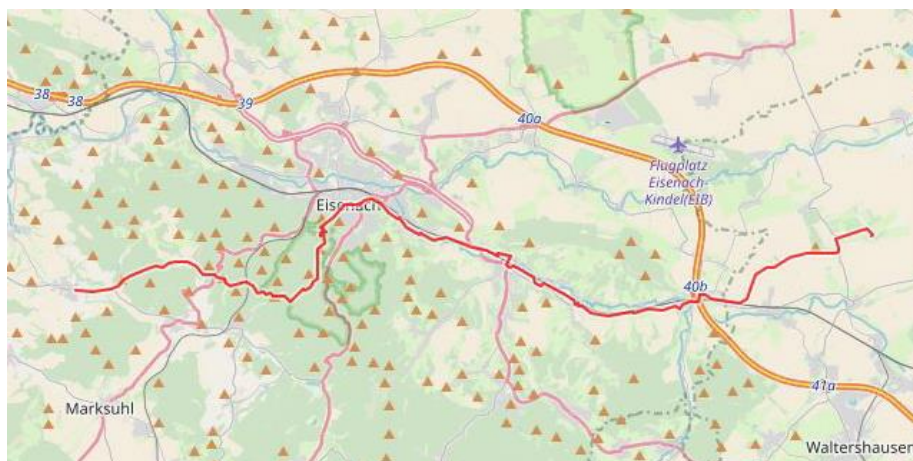 38
38
39
40a
Flugplatz
Eisenach-
Kindel(EIB)
Eisenach
40b
41a
Marksuhl
Waltershausen